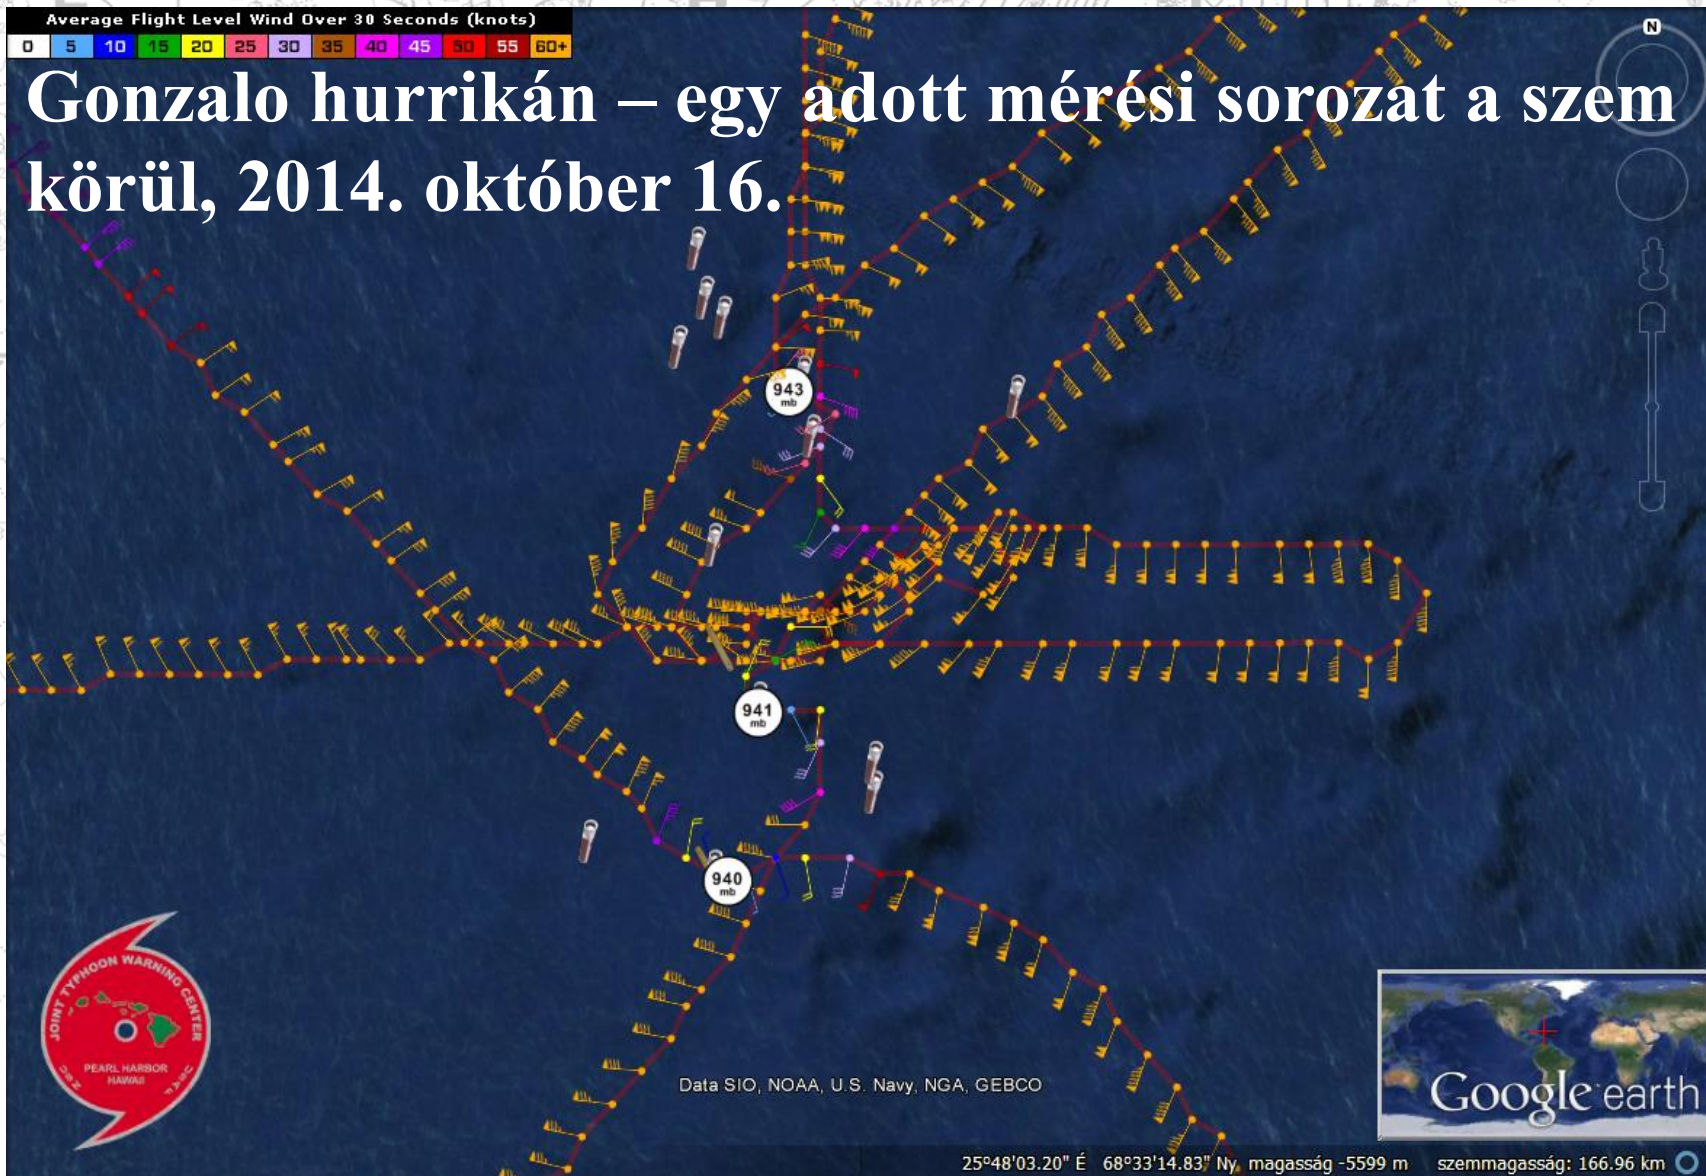 Average Flight Level Wind Over 30 Seconds (knots)
0 5 10 15 20 25 30 35 40 45 50 55 60+
Gonzalo hurrikán – egy adott mérési sorozat a szem
körül, 2014. október 16.
N
943
mb
941
mb
940
mb
JOINT TYPHOON WARNING CENTER
PEARL HARBOR
HAWAII
Data SIO, NOAA, U.S. Navy, NGA, GEBCO
Google earth
25°48'03.20" É 68°33'14.83" Ny, magasság -5599 m szemmagasság: 166.96 km